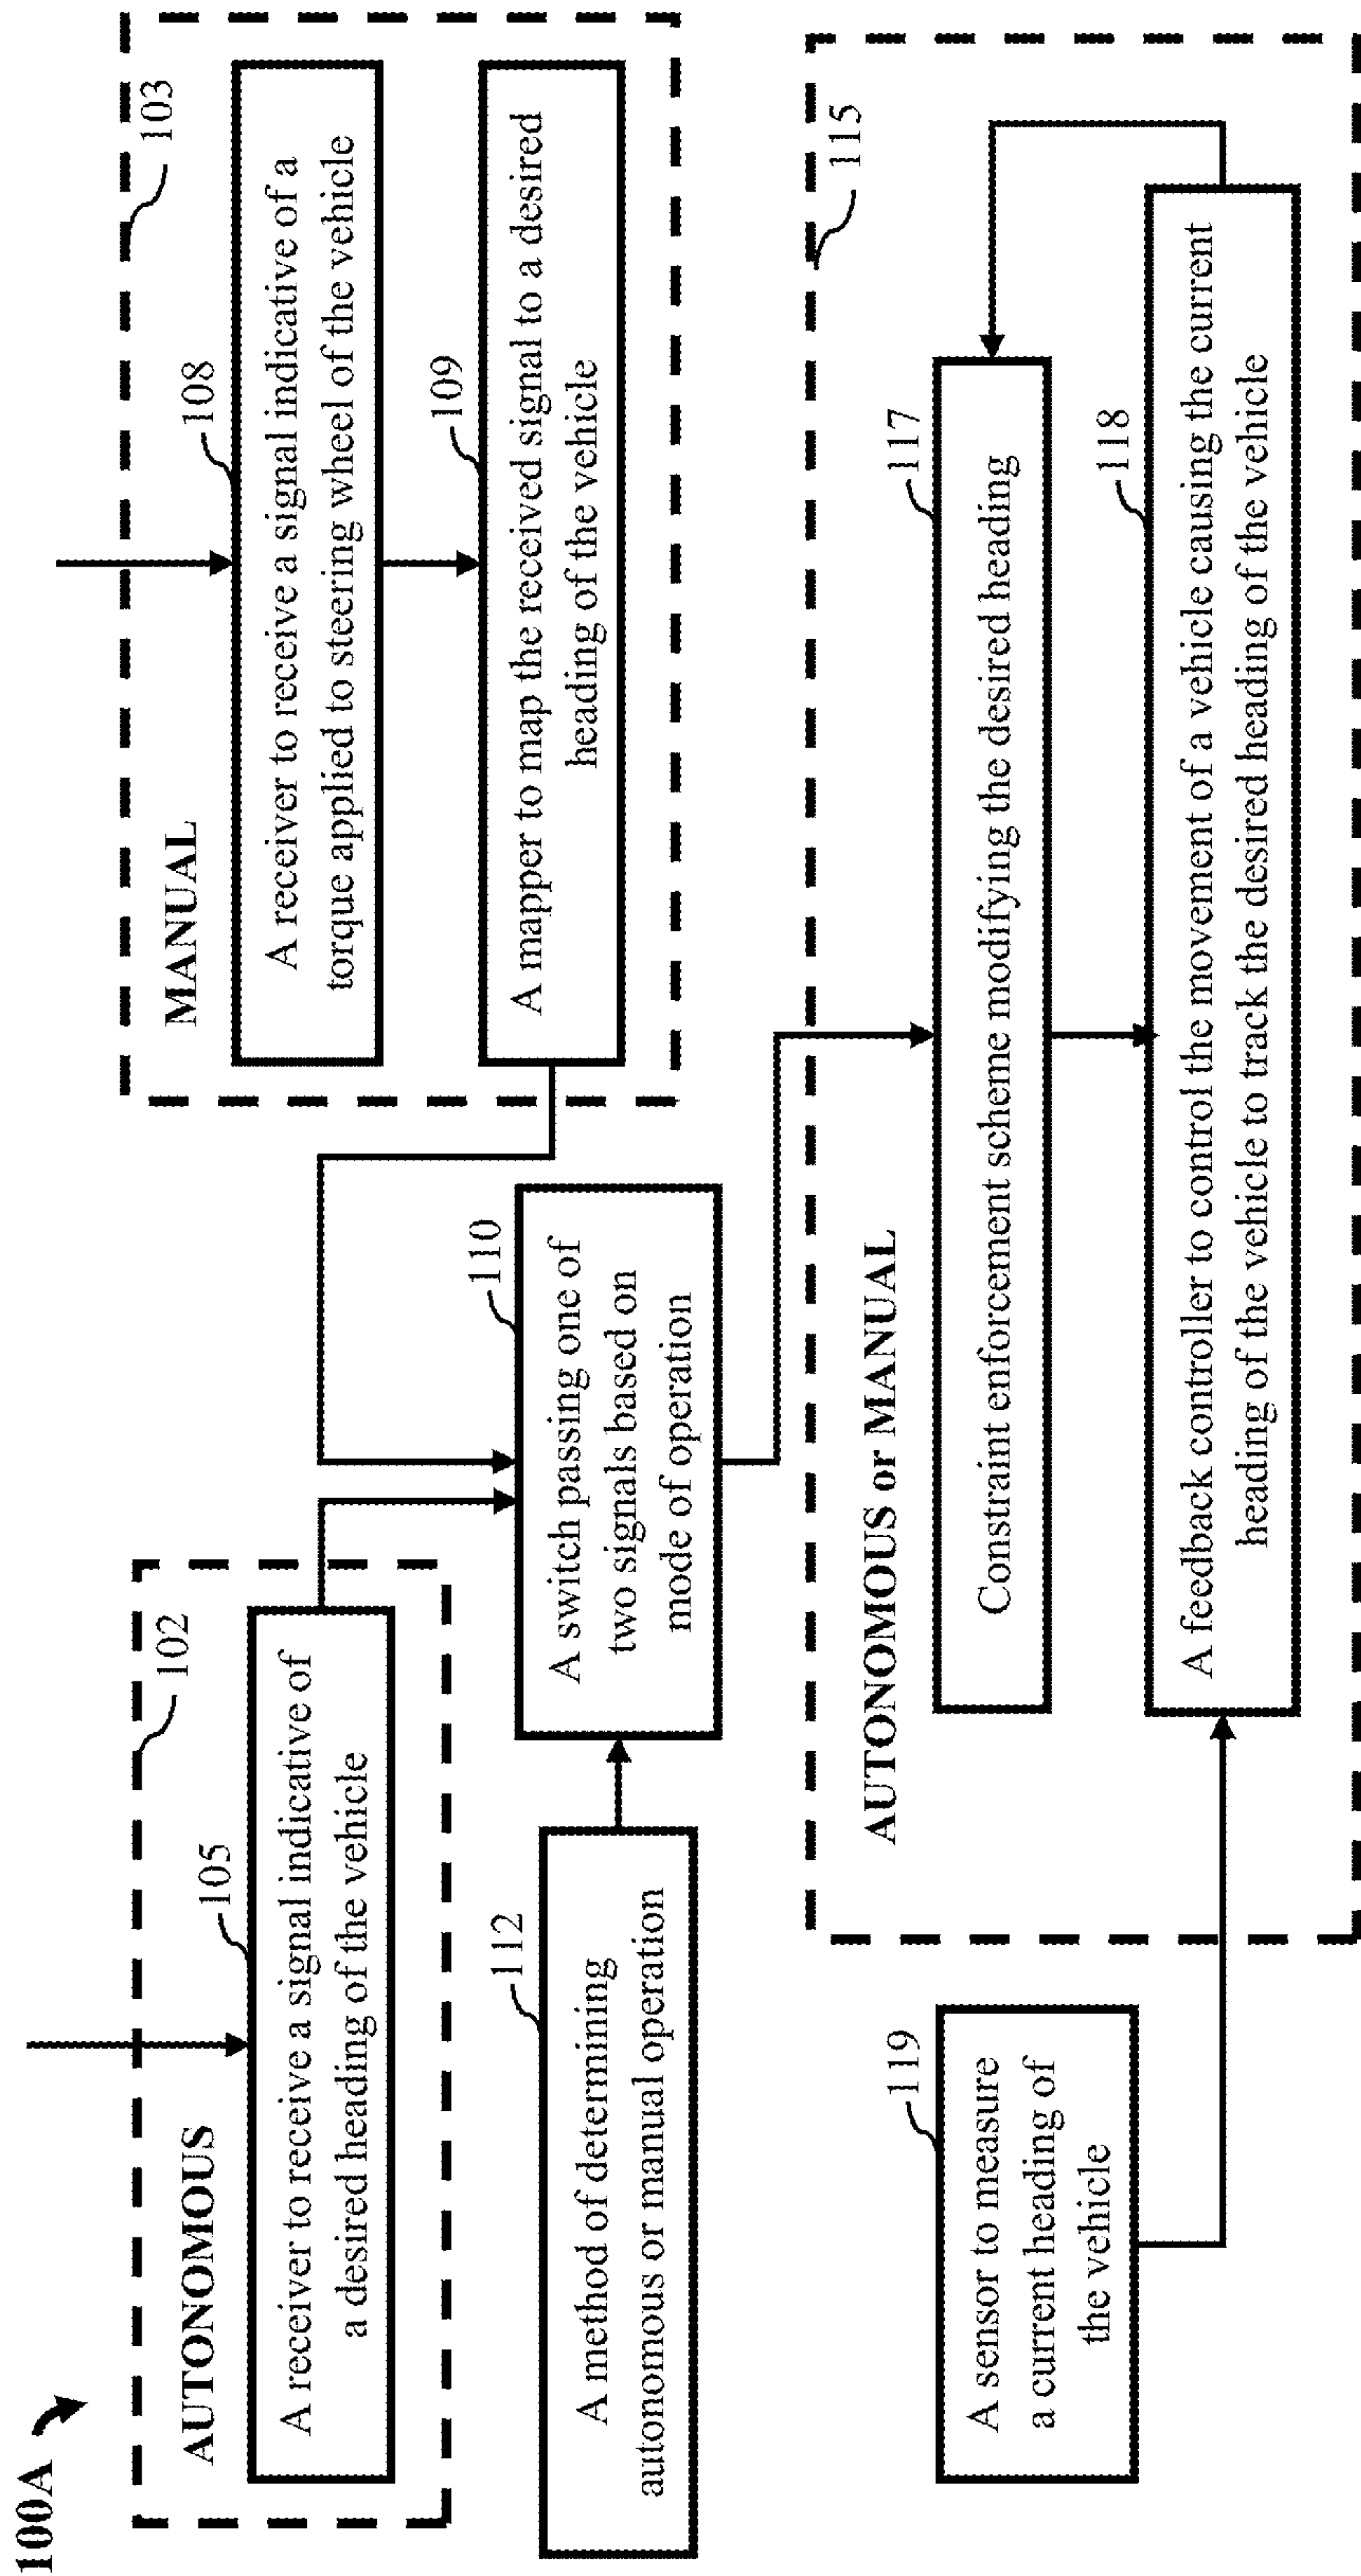 100A
AUTONOMOUS
102
105
A receiver to receive a signal indicative of
a desired heading of the vehicle
MANUAL
103
108
A receiver to receive a signal indicative of a
torque applied to steering wheel of the vehicle
109
A mapper to map the received signal to a desired
heading of the vehicle
112
A method of determining
autonomous or manual operation
110
A switch passing one of
two signals based on
mode of operation
AUTONOMOUS or MANUAL
115
117
Constraint enforcement scheme modifying the desired heading
118
A feedback controller to control the movement of a vehicle causing the current
heading of the vehicle to track the desired heading of the vehicle
119
A sensor to measure
a current heading of
the vehicle